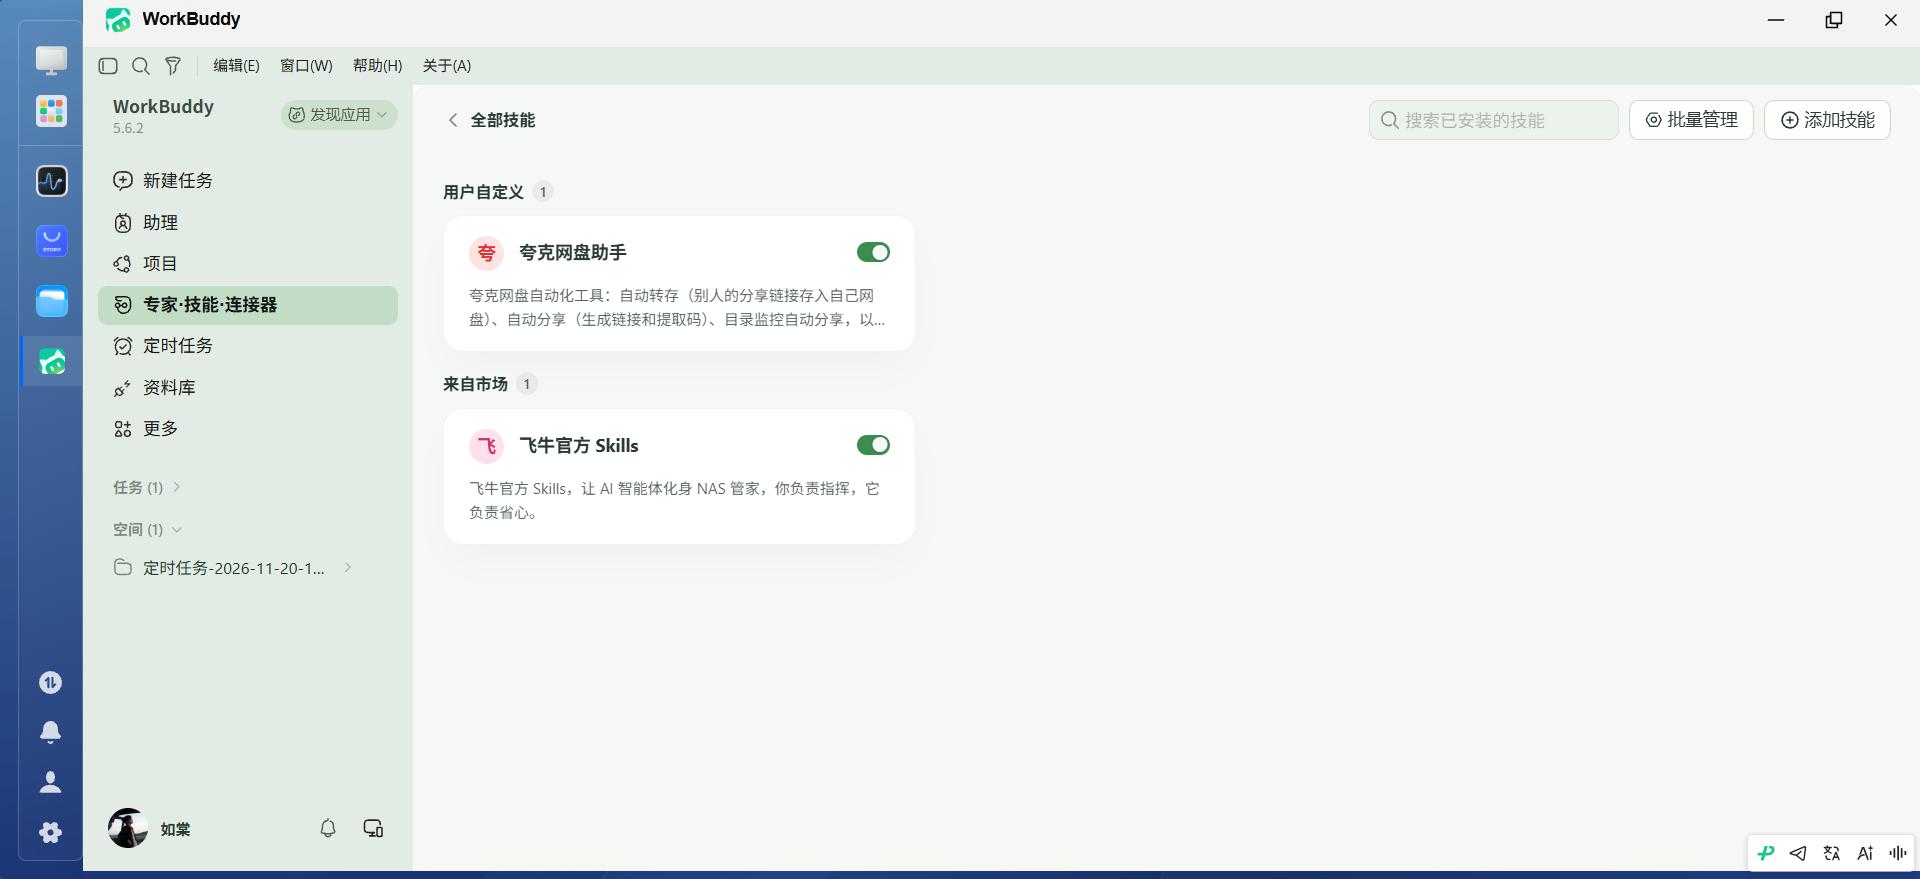 WorkBuddy
编辑(E) 窗口(W) 帮助(H) 关于(A)
STORE
WorkBuddy
5.6.2
发现应用
新建任务
助理
项目
专家·技能·连接器
定时任务
资料库
更多
任务 (1)
空间 (1)
定时任务-2026-11-20-1...
如棠
全部技能
搜索已安装的技能
批量管理
添加技能
用户自定义 1
夸
夸克网盘助手
夸克网盘自动化工具：自动转存（别人的分享链接存入自己网
盘）、自动分享（生成链接和提取码）、目录监控自动分享，以...
来自市场 1
飞
飞牛官方 Skills
飞牛官方 Skills，让 AI 智能体化身 NAS 管家，你负责指挥，它
负责省心。